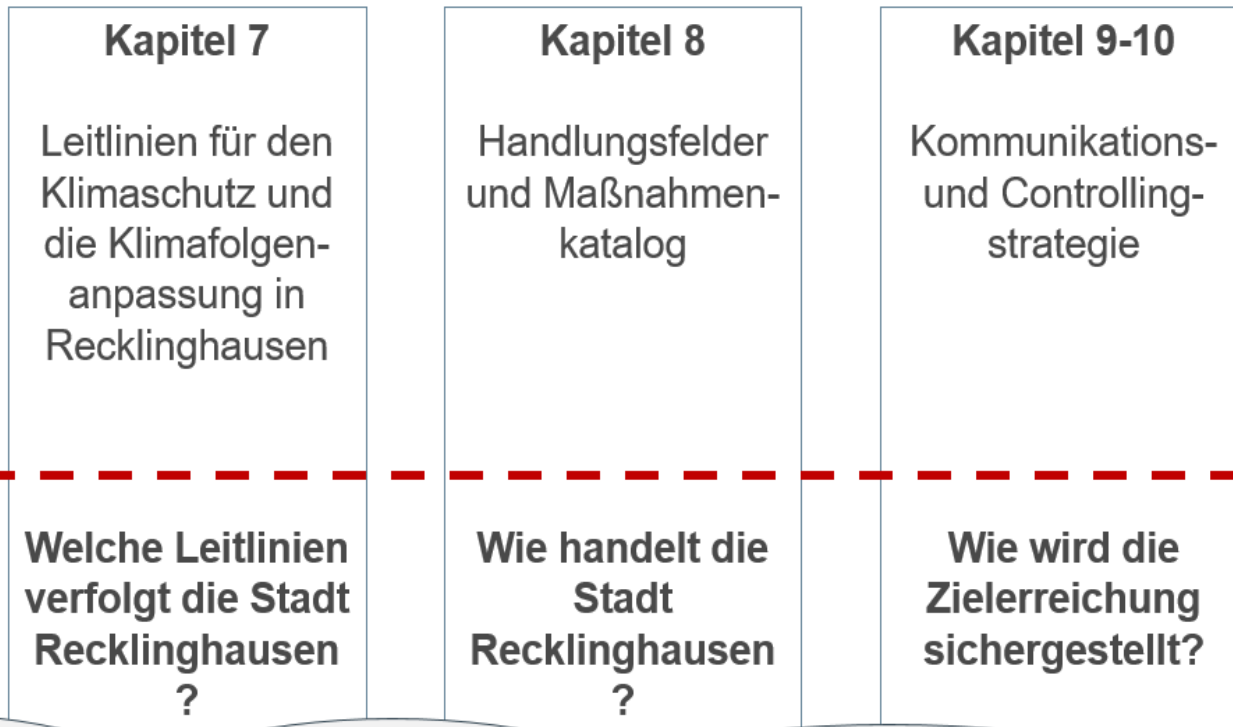 Kapitel 7
Leitlinien für den
Klimaschutz und
die Klimafolgen-
anpassung in
Recklinghausen
Welche Leitlinien
verfolgt die Stadt
Recklinghausen
?
Kapitel 8
Handlungsfelder
und Maßnahmen-
katalog
Wie handelt die
Stadt
Recklinghausen
?
Kapitel 9-10
Kommunikations-
und Controlling-
strategie
Wie wird die
Zielerreichung
sichergestellt?